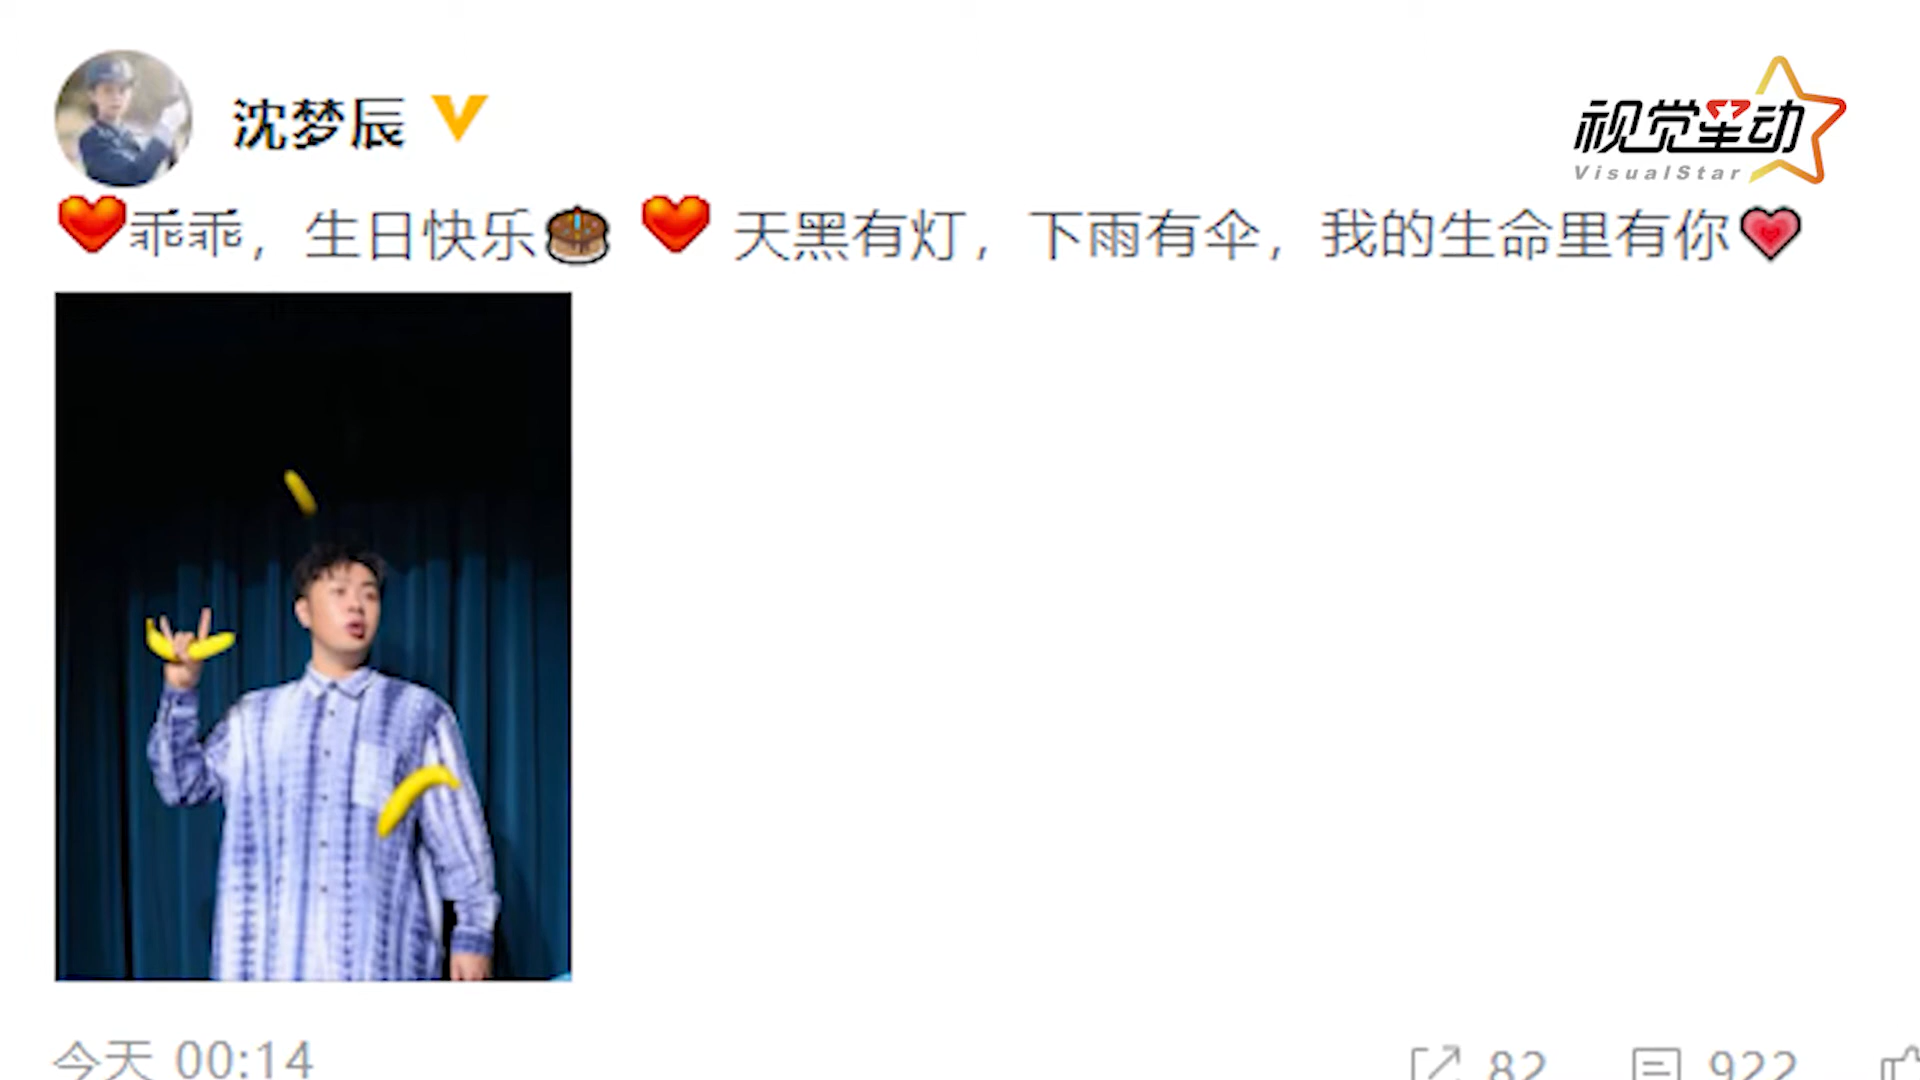 沈梦辰
视觉星动
VisualStar
乖乖，生日快乐 天黑有灯，下雨有伞，我的生命里有你
今天 00:14
82 922